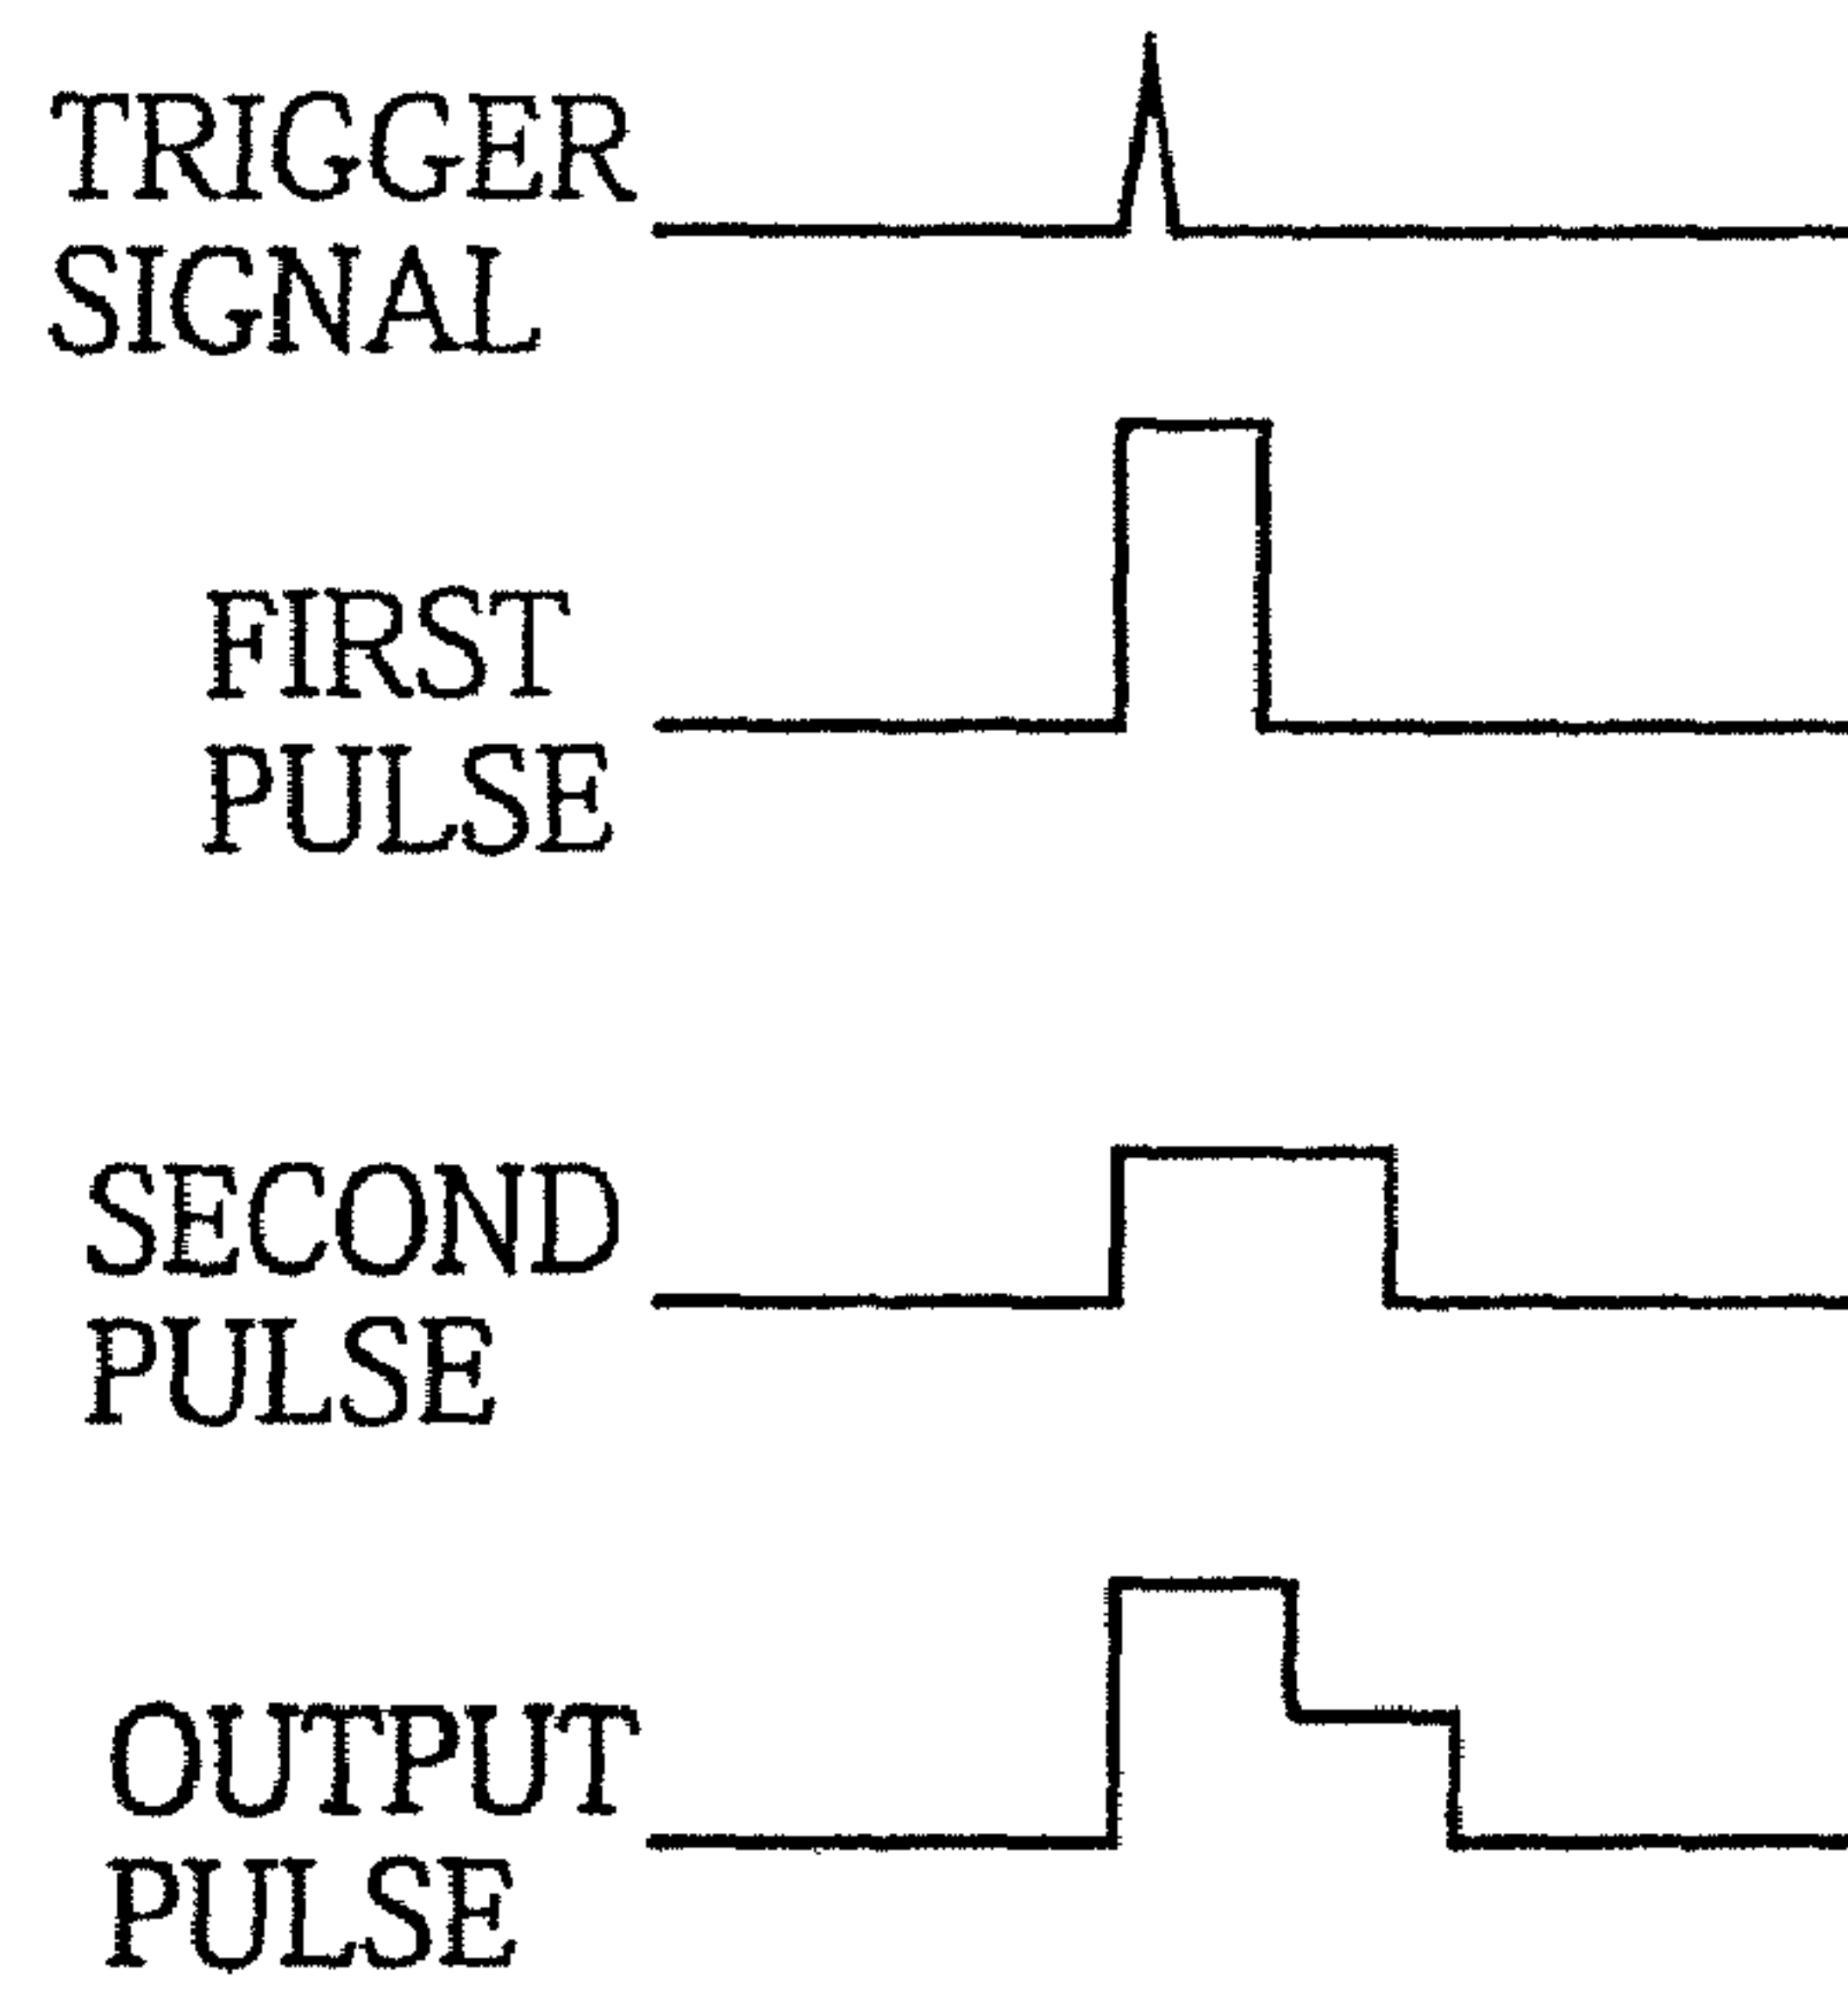 TRIGGER
SIGNAL
FIRST
PULSE
SECOND
PULSE
OUTPUT
PULSE